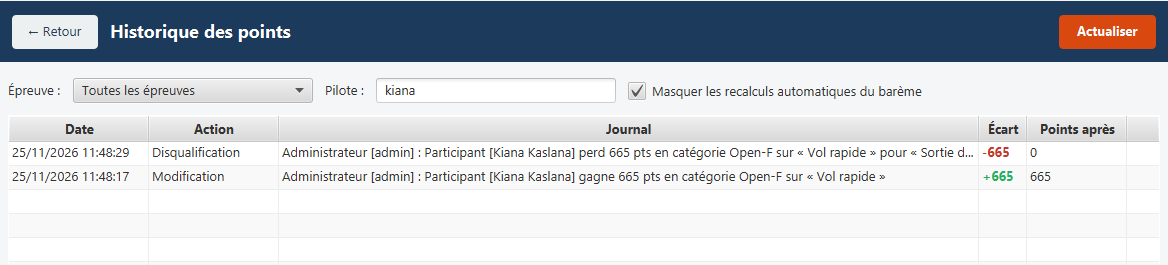 ← Retour Historique des points Actualiser
Épreuve : Toutes les épreuves Pilote : kiana Masquer les recalculs automatiques du barème
Date Action Journal Écart Points après
25/11/2026 11:48:29 Disqualification Administrateur [admin] : Participant [Kiana Kaslana] perd 665 pts en catégorie Open-F sur « Vol rapide » pour « Sortie d... -665 0
25/11/2026 11:48:17 Modification Administrateur [admin] : Participant [Kiana Kaslana] gagne 665 pts en catégorie Open-F sur « Vol rapide » +665 665